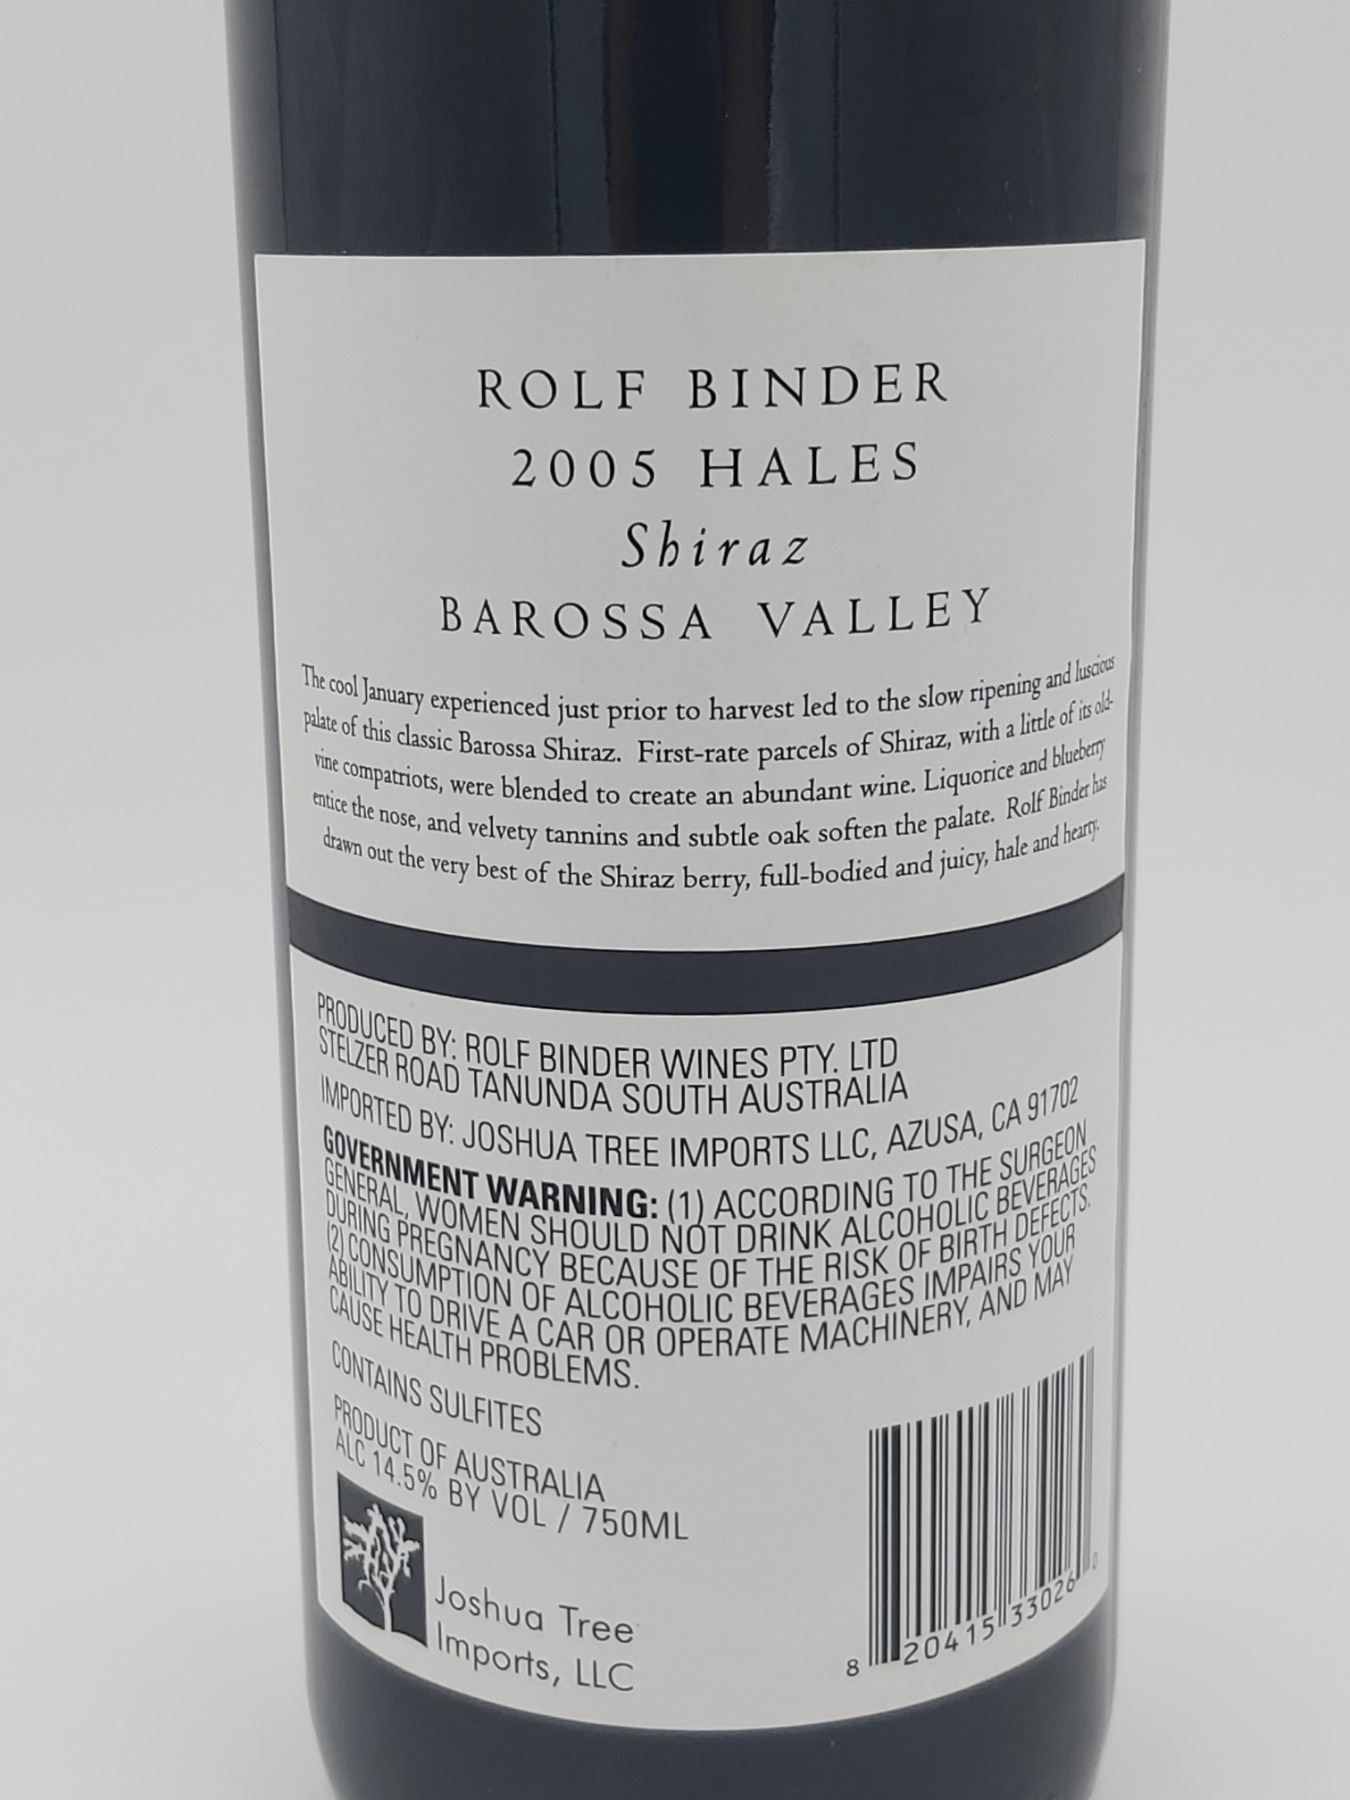 ROLF BINDER
2005 HALES
Shiraz
BAROSSA VALLEY
The cool January experienced just prior to harvest led to the slow ripening and luscious
palate of this classic Barossa Shiraz. First-rate parcels of Shiraz, with a little of its old-
vine compatriots, were blended to create an abundant wine. Liquorice and blueberry
entice the nose, and velvety tannins and subtle oak soften the palate. Rolf Binder has
drawn out the very best of the Shiraz berry, full-bodied and juicy, hale and hearty.
PRODUCED BY: ROLF BINDER WINES PTY. LTD
STELZER ROAD TANUNDA SOUTH AUSTRALIA
IMPORTED BY: JOSHUA TREE IMPORTS LLC, AZUSA, CA 91702
GOVERNMENT WARNING: (1) ACCORDING TO THE SURGEON
GENERAL, WOMEN SHOULD NOT DRINK ALCOHOLIC BEVERAGES
DURING PREGNANCY BECAUSE OF THE RISK OF BIRTH DEFECTS.
(2) CONSUMPTION OF ALCOHOLIC BEVERAGES IMPAIRS YOUR
ABILITY TO DRIVE A CAR OR OPERATE MACHINERY, AND MAY
CAUSE HEALTH PROBLEMS.
CONTAINS SULFITES
PRODUCT OF AUSTRALIA
ALC 14.5% BY VOL / 750ML
Joshua Tree
Imports, LLC
8 20415 33026 0